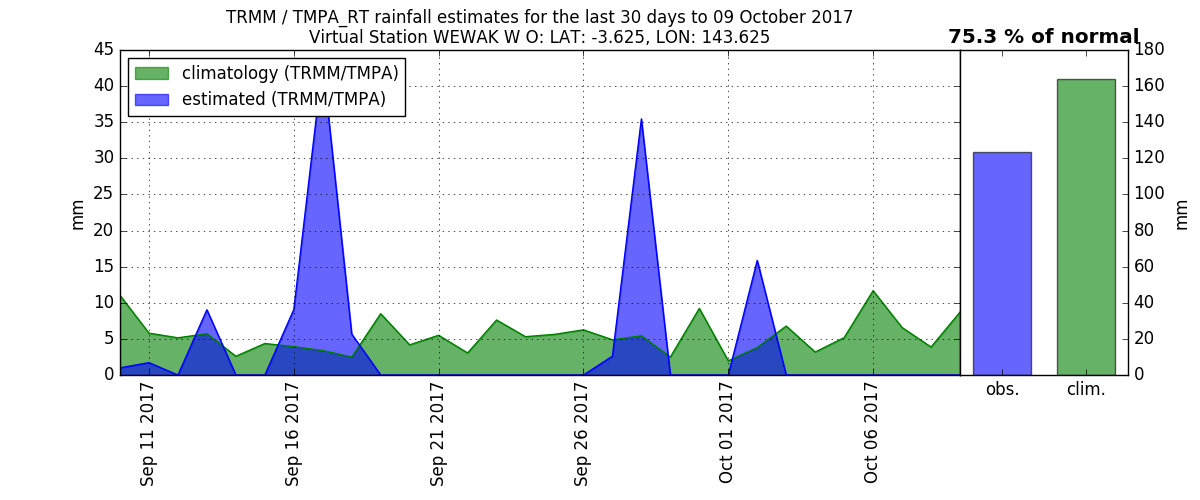 TRMM / TMPA_RT rainfall estimates for the last 30 days to 09 October 2017
Virtual Station WEWAK W O: LAT: -3.625, LON: 143.625
75.3 % of normal
climatology (TRMM/TMPA)
estimated (TRMM/TMPA)
45
40
35
30
25
20
15
10
5
0
mm
Sep 11 2017
Sep 16 2017
Sep 21 2017
Sep 26 2017
Oct 01 2017
Oct 06 2017
obs.
clim.
180
160
140
120
100
80
60
40
20
0
mm